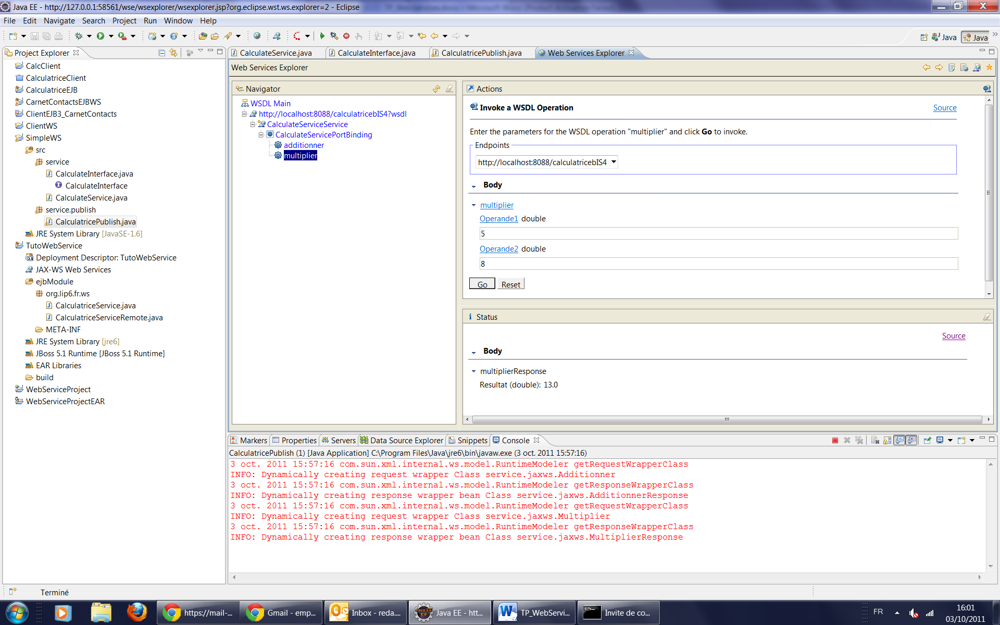 Java EE - http://127.0.0.1:58561/wse/wsexplorer/wsexplorer.jsp?org.eclipse.wst.ws.explorer=2 - Eclipse
File Edit Navigate Search Project Run Window Help
Java Java
Project Explorer
CalcClient
CalculatriceClient
CalculatriceEJB
CarnetContactsEJBWS
ClientEJB3_CarnetContacts
ClientWS
SimpleWS
src
service
CalculateInterface.java
CalculateInterface
CalculateService.java
service.publish
CalculatricePublish.java
JRE System Library [JavaSE-1.6]
TutoWebService
Deployment Descriptor: TutoWebService
JAX-WS Web Services
ejbModule
org.lip6.fr.ws
CalculatriceService.java
CalculatriceServiceRemote.java
META-INF
JRE System Library [jre6]
JBoss 5.1 Runtime [JBoss 5.1 Runtime]
EAR Libraries
build
WebServiceProject
WebServiceProjectEAR
CalculateService.java CalculateInterface.java CalculatricePublish.java Web Services Explorer
Web Services Explorer
Navigator
WSDL Main
http://localhost:8088/calculatricebIS4?wsdl
CalculateServiceService
CalculateServicePortBinding
additionner
multiplier
Actions
Invoke a WSDL Operation
Source
Enter the parameters for the WSDL operation "multiplier" and click Go to invoke.
Endpoints
http://localhost:8088/calculatricebIS4
Body
multiplier
Operande1 double
5
Operande2 double
8
Go Reset
Status
Source
Body
multiplierResponse
Resultat (double): 13.0
Markers Properties Servers Data Source Explorer Snippets Console
CalculatricePublish (1) [Java Application] C:\Program Files\Java\jre6\bin\javaw.exe (3 oct. 2011 15:57:16)
3 oct. 2011 15:57:16 com.sun.xml.internal.ws.model.RuntimeModeler getRequestWrapperClass
INFO: Dynamically creating request wrapper Class service.jaxws.Additionner
3 oct. 2011 15:57:16 com.sun.xml.internal.ws.model.RuntimeModeler getResponseWrapperClass
INFO: Dynamically creating response wrapper bean Class service.jaxws.AdditionnerResponse
3 oct. 2011 15:57:16 com.sun.xml.internal.ws.model.RuntimeModeler getRequestWrapperClass
INFO: Dynamically creating request wrapper Class service.jaxws.Multiplier
3 oct. 2011 15:57:16 com.sun.xml.internal.ws.model.RuntimeModeler getResponseWrapperClass
INFO: Dynamically creating response wrapper bean Class service.jaxws.MultiplierResponse
Terminé
https://mail-... Gmail - emp... Inbox - reda.... Java EE - htt... TP_WebServi... Invite de co...
FR
16:01
03/10/2011